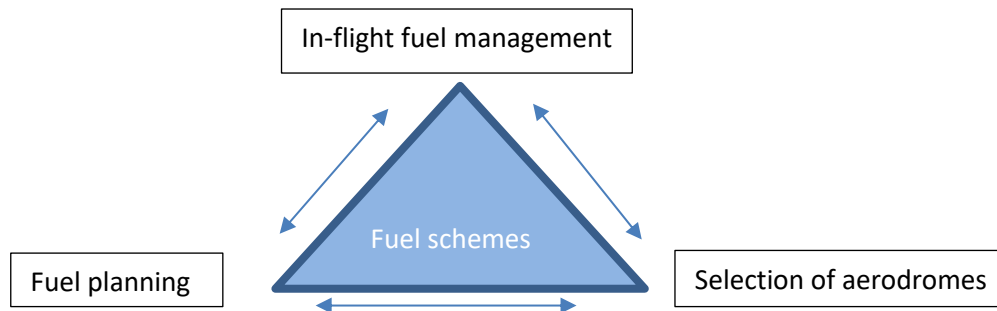 In-flight fuel management
Fuel schemes
Fuel planning
Selection of aerodromes